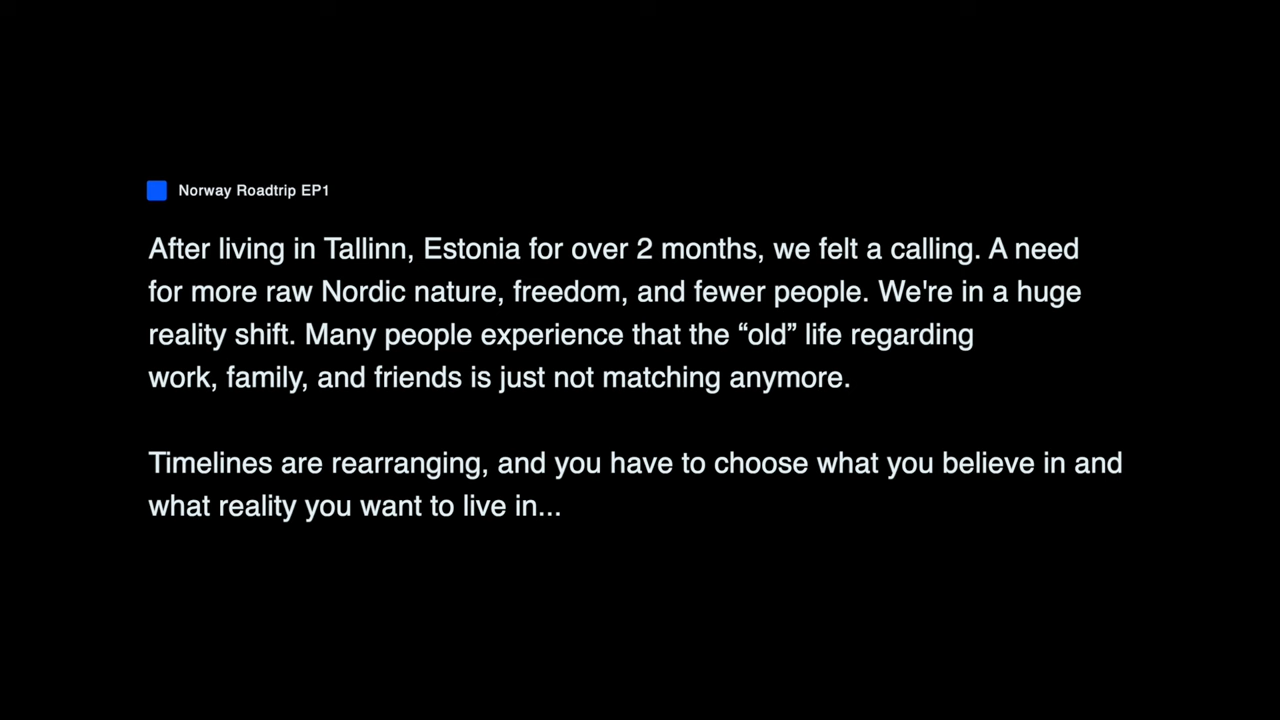 Norway Roadtrip EP1
After living in Tallinn, Estonia for over 2 months, we felt a calling. A need
for more raw Nordic nature, freedom, and fewer people. We're in a huge
reality shift. Many people experience that the “old” life regarding
work, family, and friends is just not matching anymore.
Timelines are rearranging, and you have to choose what you believe in and
what reality you want to live in...